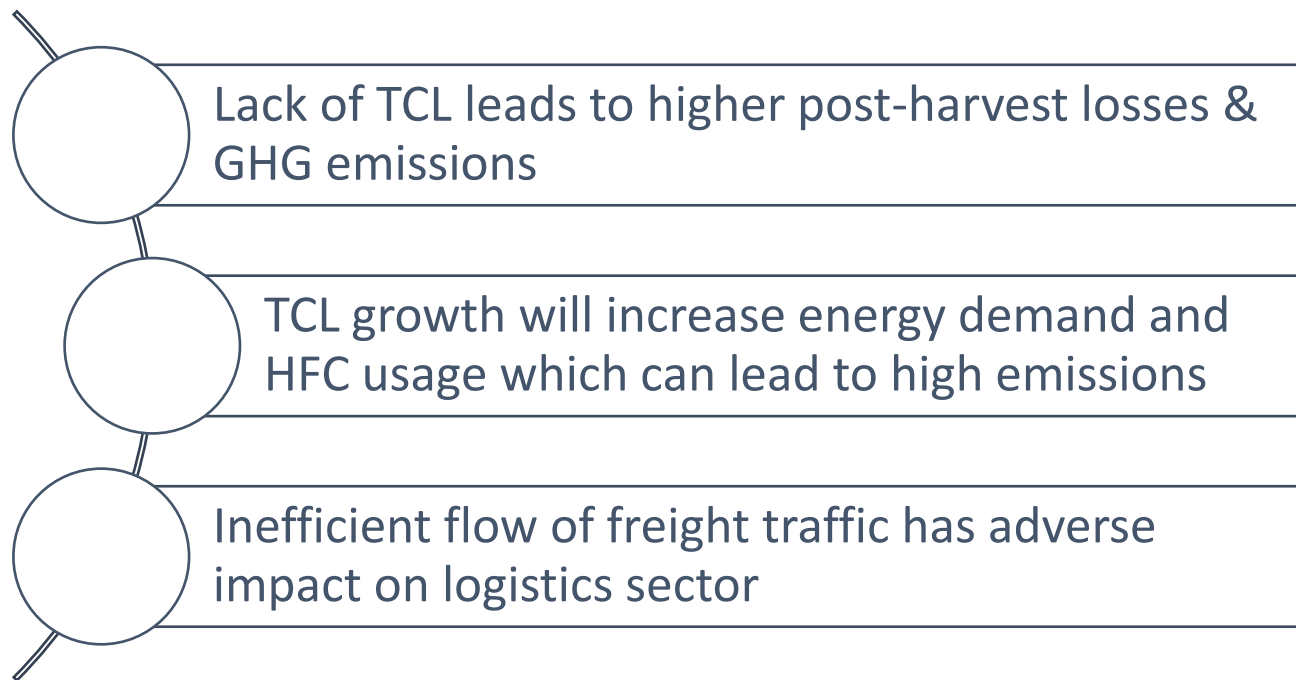 Lack of TCL leads to higher post-harvest losses &
GHG emissions
TCL growth will increase energy demand and
HFC usage which can lead to high emissions
Inefficient flow of freight traffic has adverse
impact on logistics sector